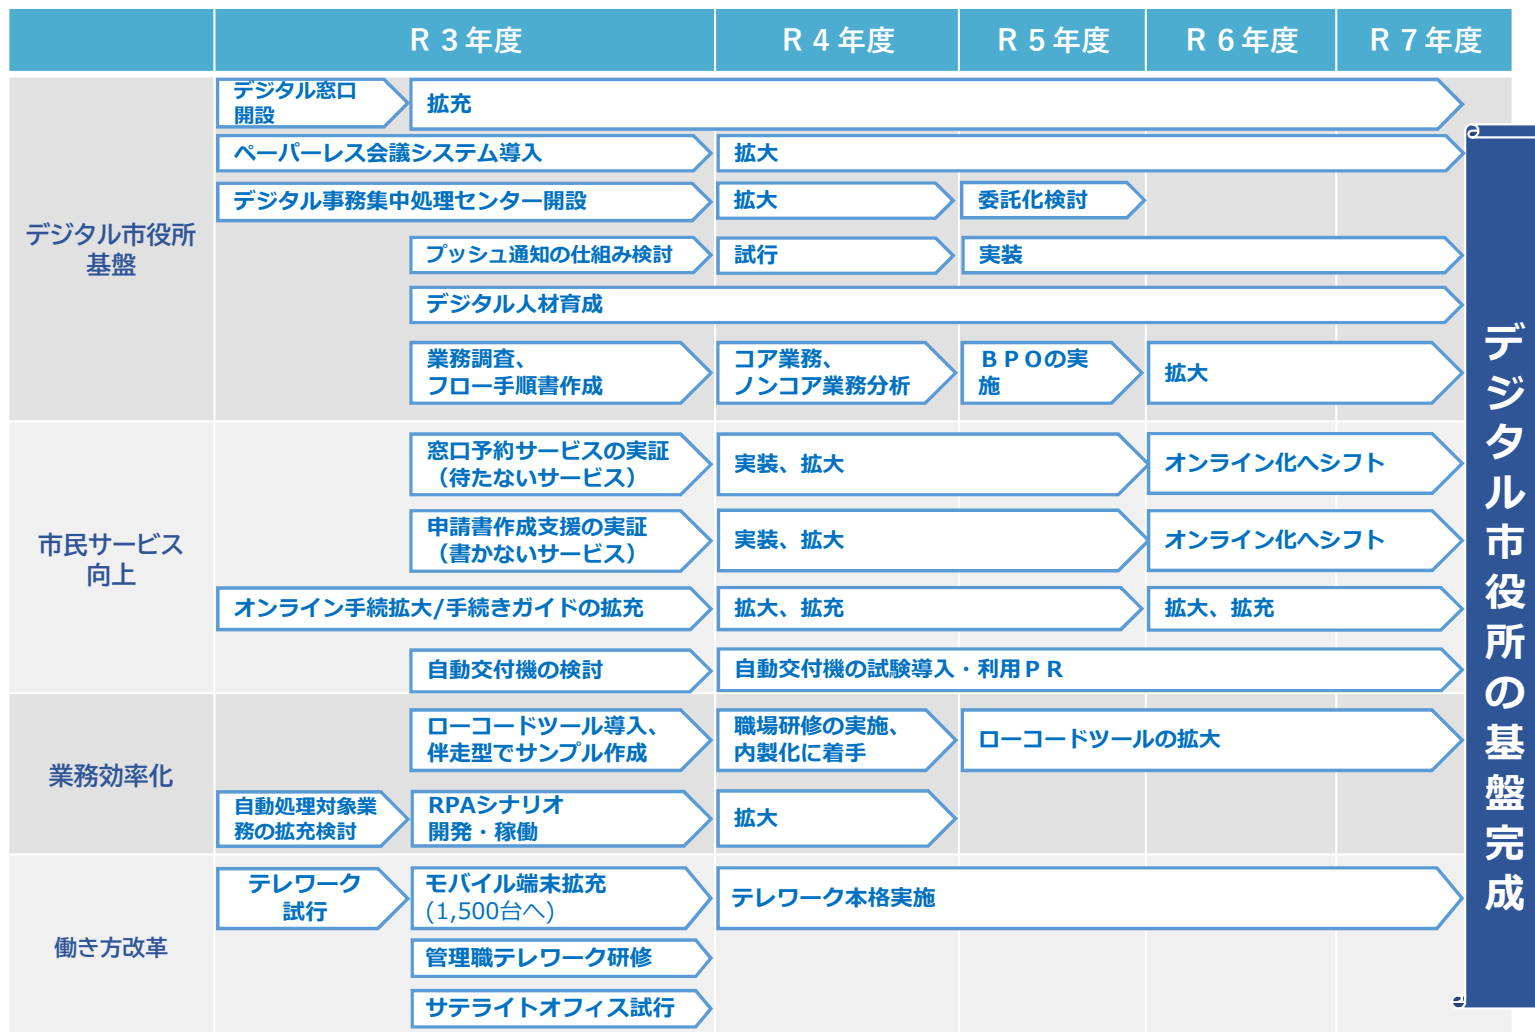 R３年度
R４年度
R５年度
R６年度
R７年度
デジタル市役所
基盤
デジタル窓口
開設
拡充
ペーパーレス会議システム導入
拡大
デジタル事務集中処理センター開設
拡大
委託化検討
プッシュ通知の仕組み検討
試行
実装
デジタル人材育成
業務調査、
フロー手順書作成
コア業務、
ノンコア業務分析
ＢＰＯの実
施
拡大
市民サービス
向上
窓口予約サービスの実証
（待たないサービス）
実装、拡大
オンライン化へシフト
申請書作成支援の実証
（書かないサービス）
実装、拡大
オンライン化へシフト
オンライン手続拡大/手続きガイドの拡充
拡大、拡充
拡大、拡充
自動交付機の検討
自動交付機の試験導入・利用ＰＲ
業務効率化
ローコードツール導入、
伴走型でサンプル作成
職場研修の実施、
内製化に着手
ローコードツールの拡大
自動処理対象業
務の拡充検討
RPAシナリオ
開発・稼働
拡大
働き方改革
テレワーク
試行
モバイル端末拡充
(1,500台へ)
テレワーク本格実施
管理職テレワーク研修
サテライトオフィス試行
デジタル市役所の基盤完成